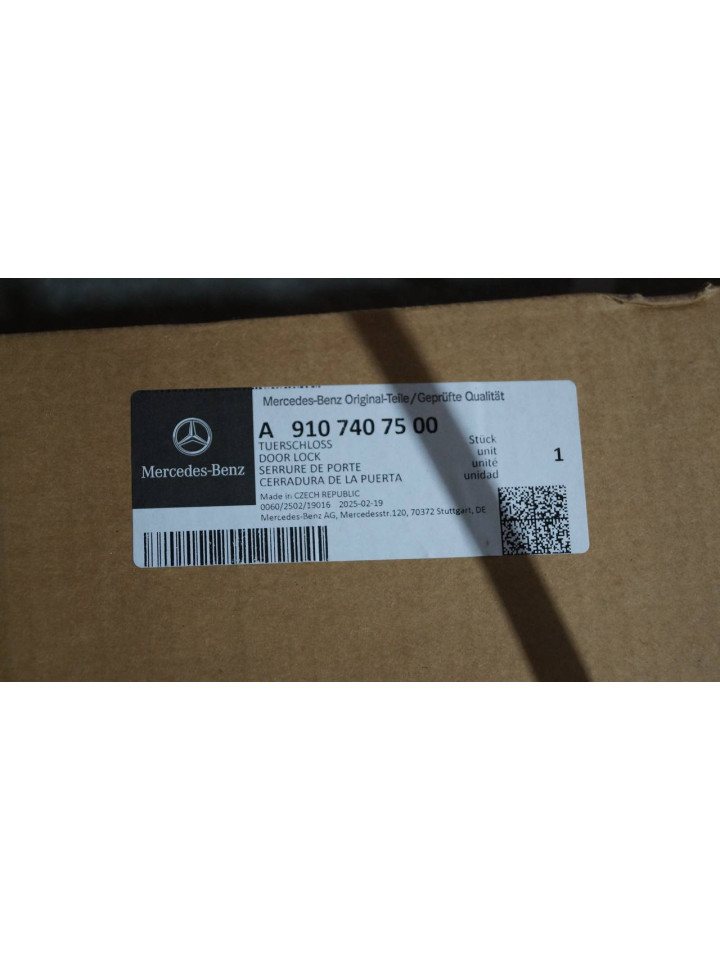 Mercedes-Benz Original-Teile/Geprüfte Qualität
Mercedes-Benz
A 910 740 75 00
TUERSCHLOSS
DOOR LOCK
SERRURE DE PORTE
CERRADURA DE LA PUERTA
Stück
unit
unité
unidad
1
Made in CZECH REPUBLIC
0060/2502/19016 2025-02-19
Mercedes-Benz AG, Mercedesstr.120, 70372 Stuttgart, DE